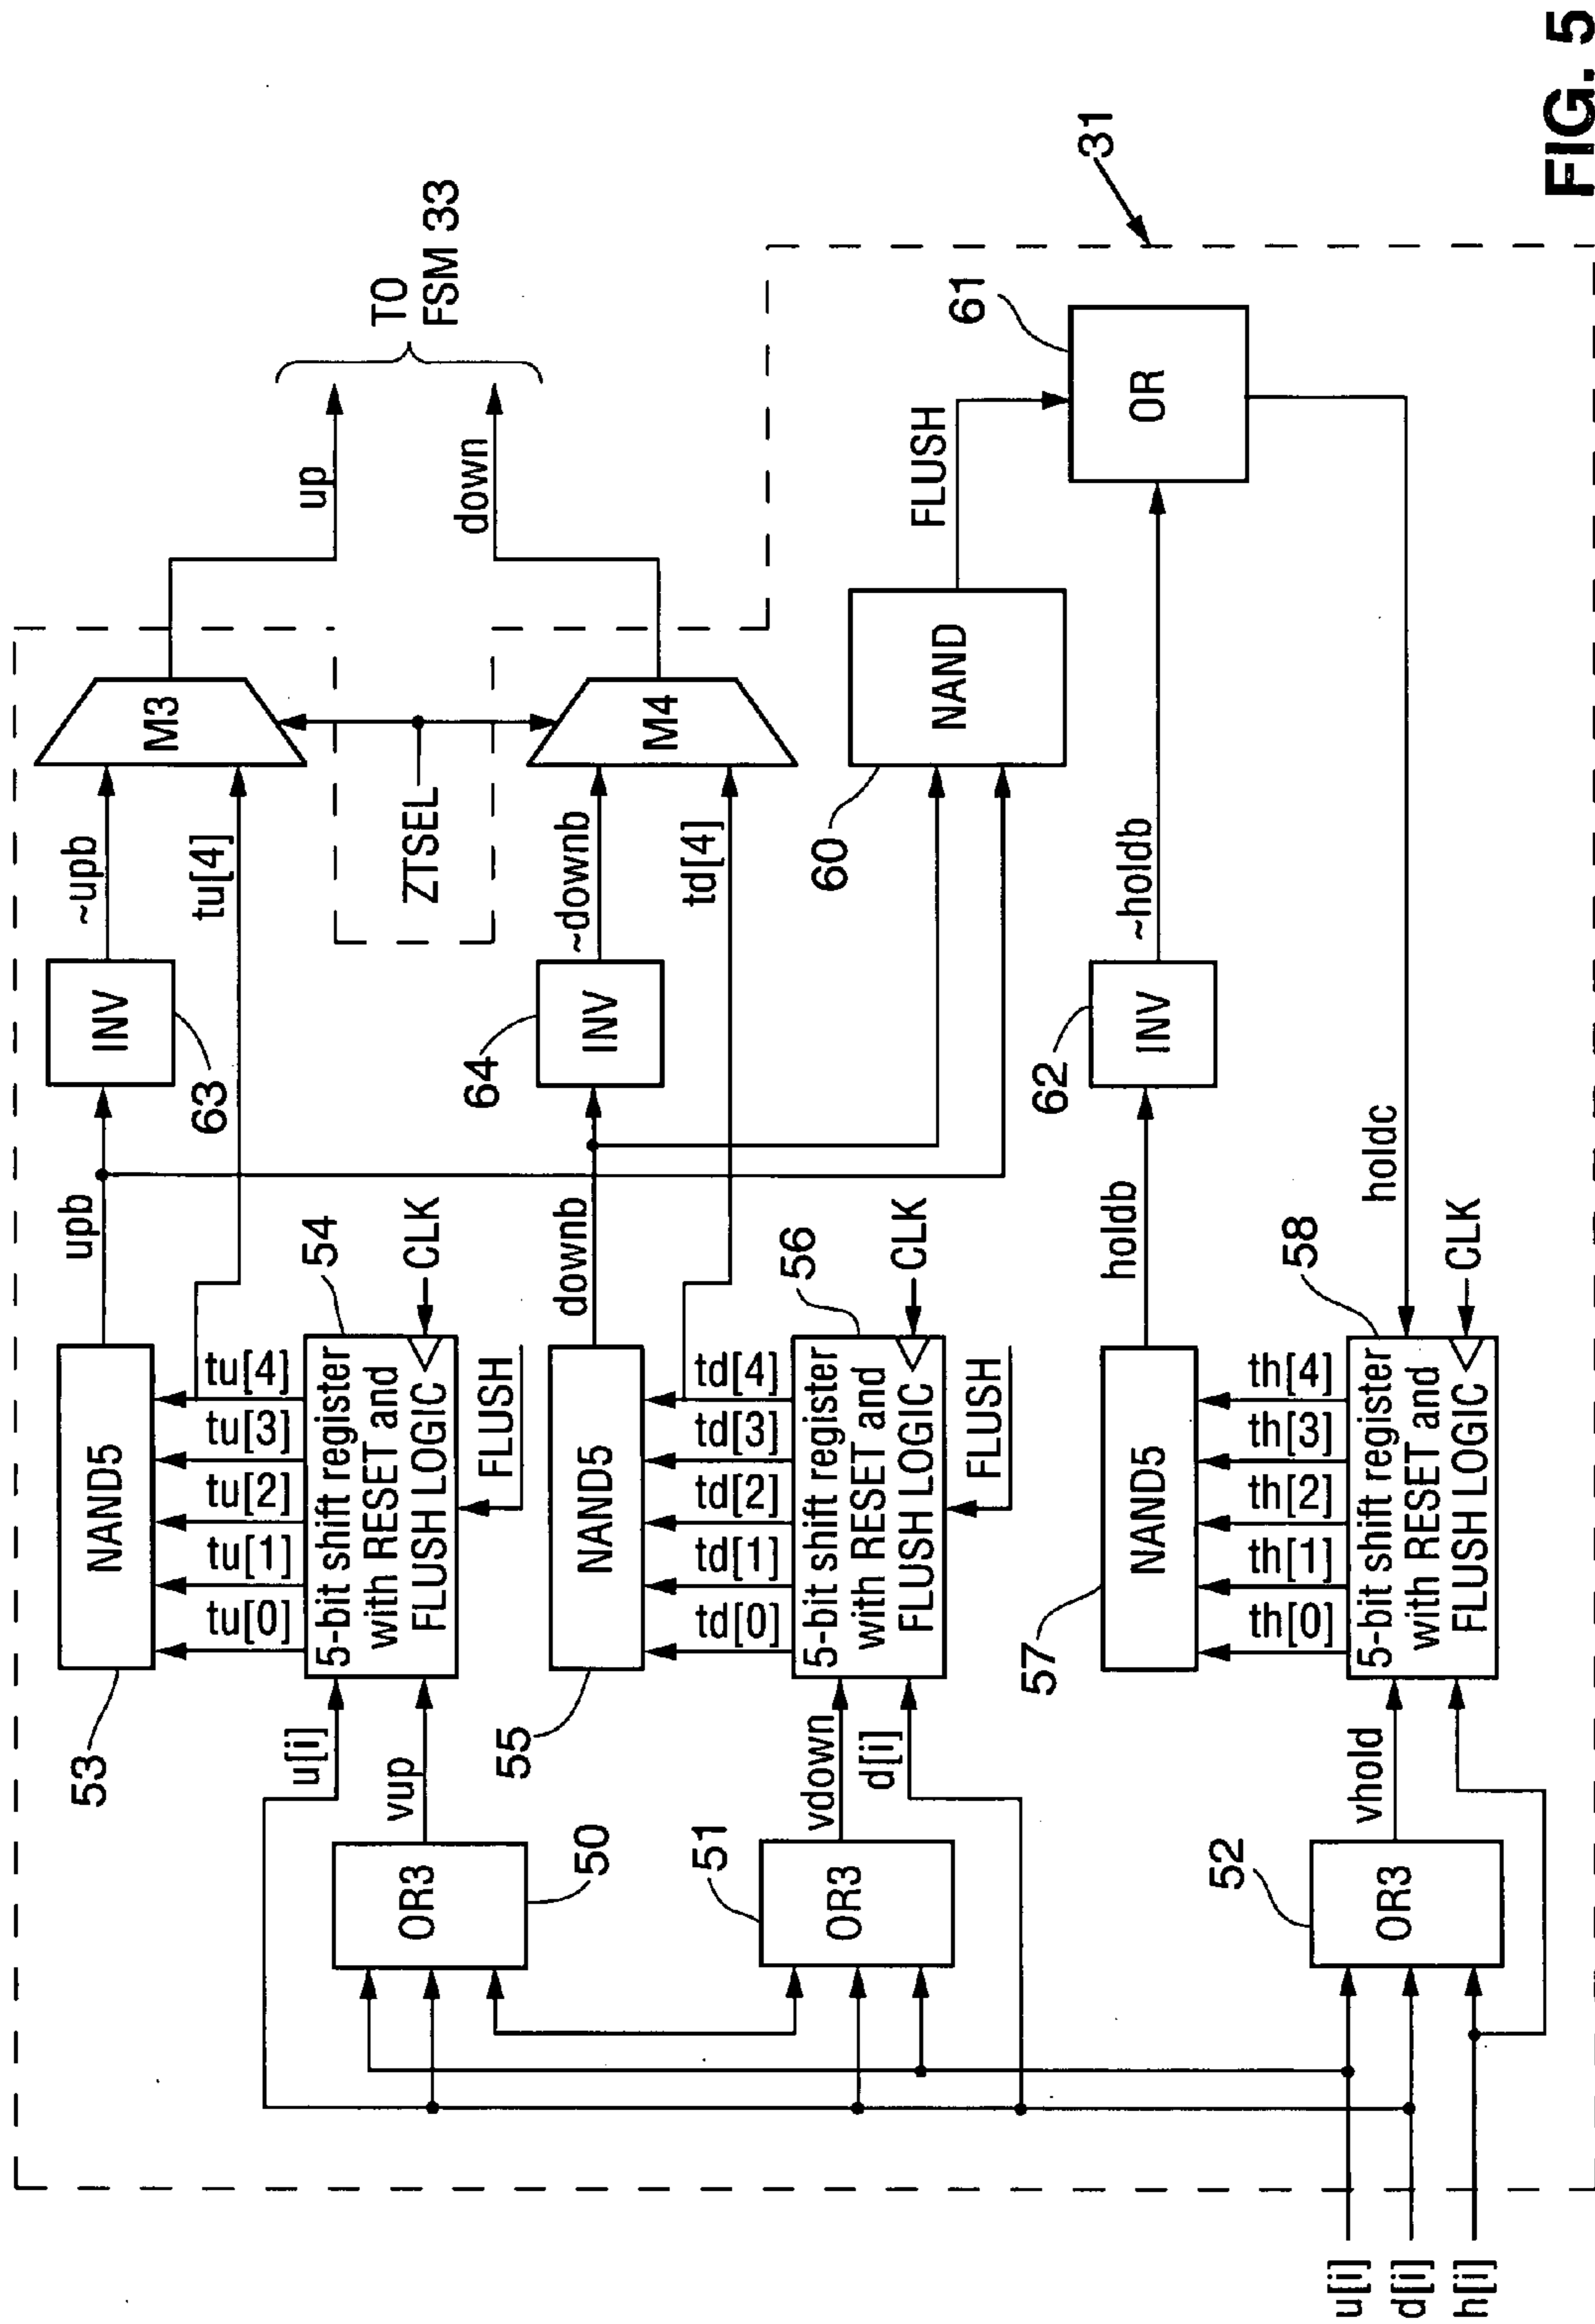 u[i]
d[i]
h[i]
OR3
50
OR3
51
OR3
52
u[i]
vup
vdown
d[i]
vhold
53
NAND5
tu[0]
tu[1]
tu[2]
tu[3]
tu[4]
5-bit shift register
with RESET and
FLUSH LOGIC
54
CLK
FLUSH
upb
INV
63
~upb
tu[4]
M3
up
55
NAND5
td[0]
td[1]
td[2]
td[3]
td[4]
5-bit shift register
with RESET and
FLUSH LOGIC
56
CLK
FLUSH
downb
INV
64
~downb
td[4]
ZTSEL
M4
down
TO
FSM 33
57
NAND5
th[0]
th[1]
th[2]
th[3]
th[4]
5-bit shift register
with RESET and
FLUSH LOGIC
58
CLK
holdb
INV
62
~holdb
NAND
60
FLUSH
OR
61
holdc
31
FIG. 5